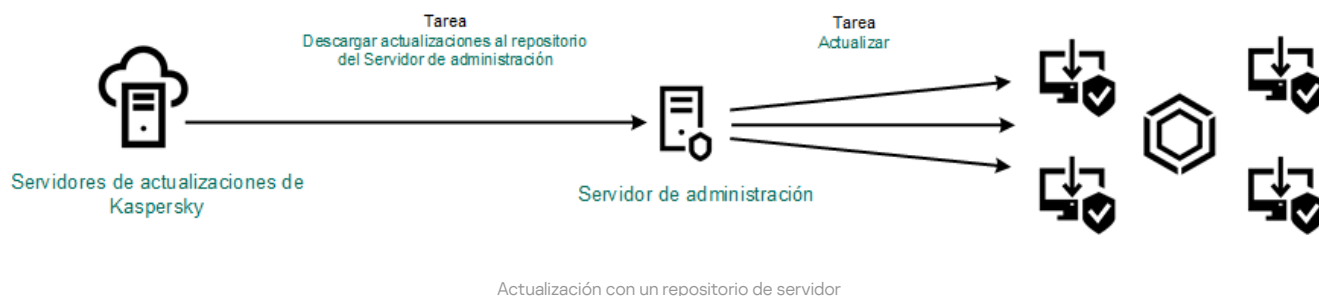 Tarea
Descargar actualizaciones al repositorio
del Servidor de administración
Tarea
Actualizar
Servidores de actualizaciones de
Kaspersky
Servidor de administración
Actualización con un repositorio de servidor